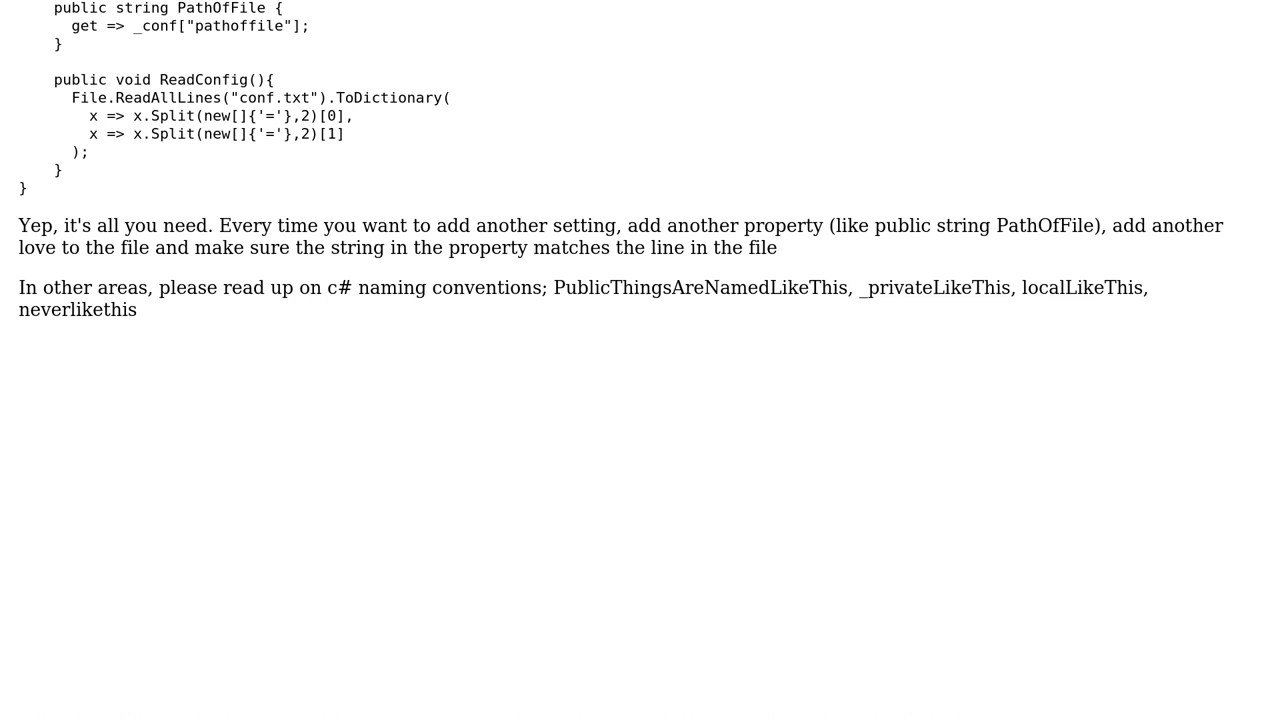 public string PathOfFile {
get => _conf["pathoffile"];
}
public void ReadConfig(){
File.ReadAllLines("conf.txt").ToDictionary(
x => x.Split(new[]{'='},2)[0],
x => x.Split(new[]{'='},2)[1]
);
}
}
Yep, it's all you need. Every time you want to add another setting, add another property (like public string PathOfFile), add another
love to the file and make sure the string in the property matches the line in the file
In other areas, please read up on c# naming conventions; PublicThingsAreNamedLikeThis, _privateLikeThis, localLikeThis,
neverlikethis